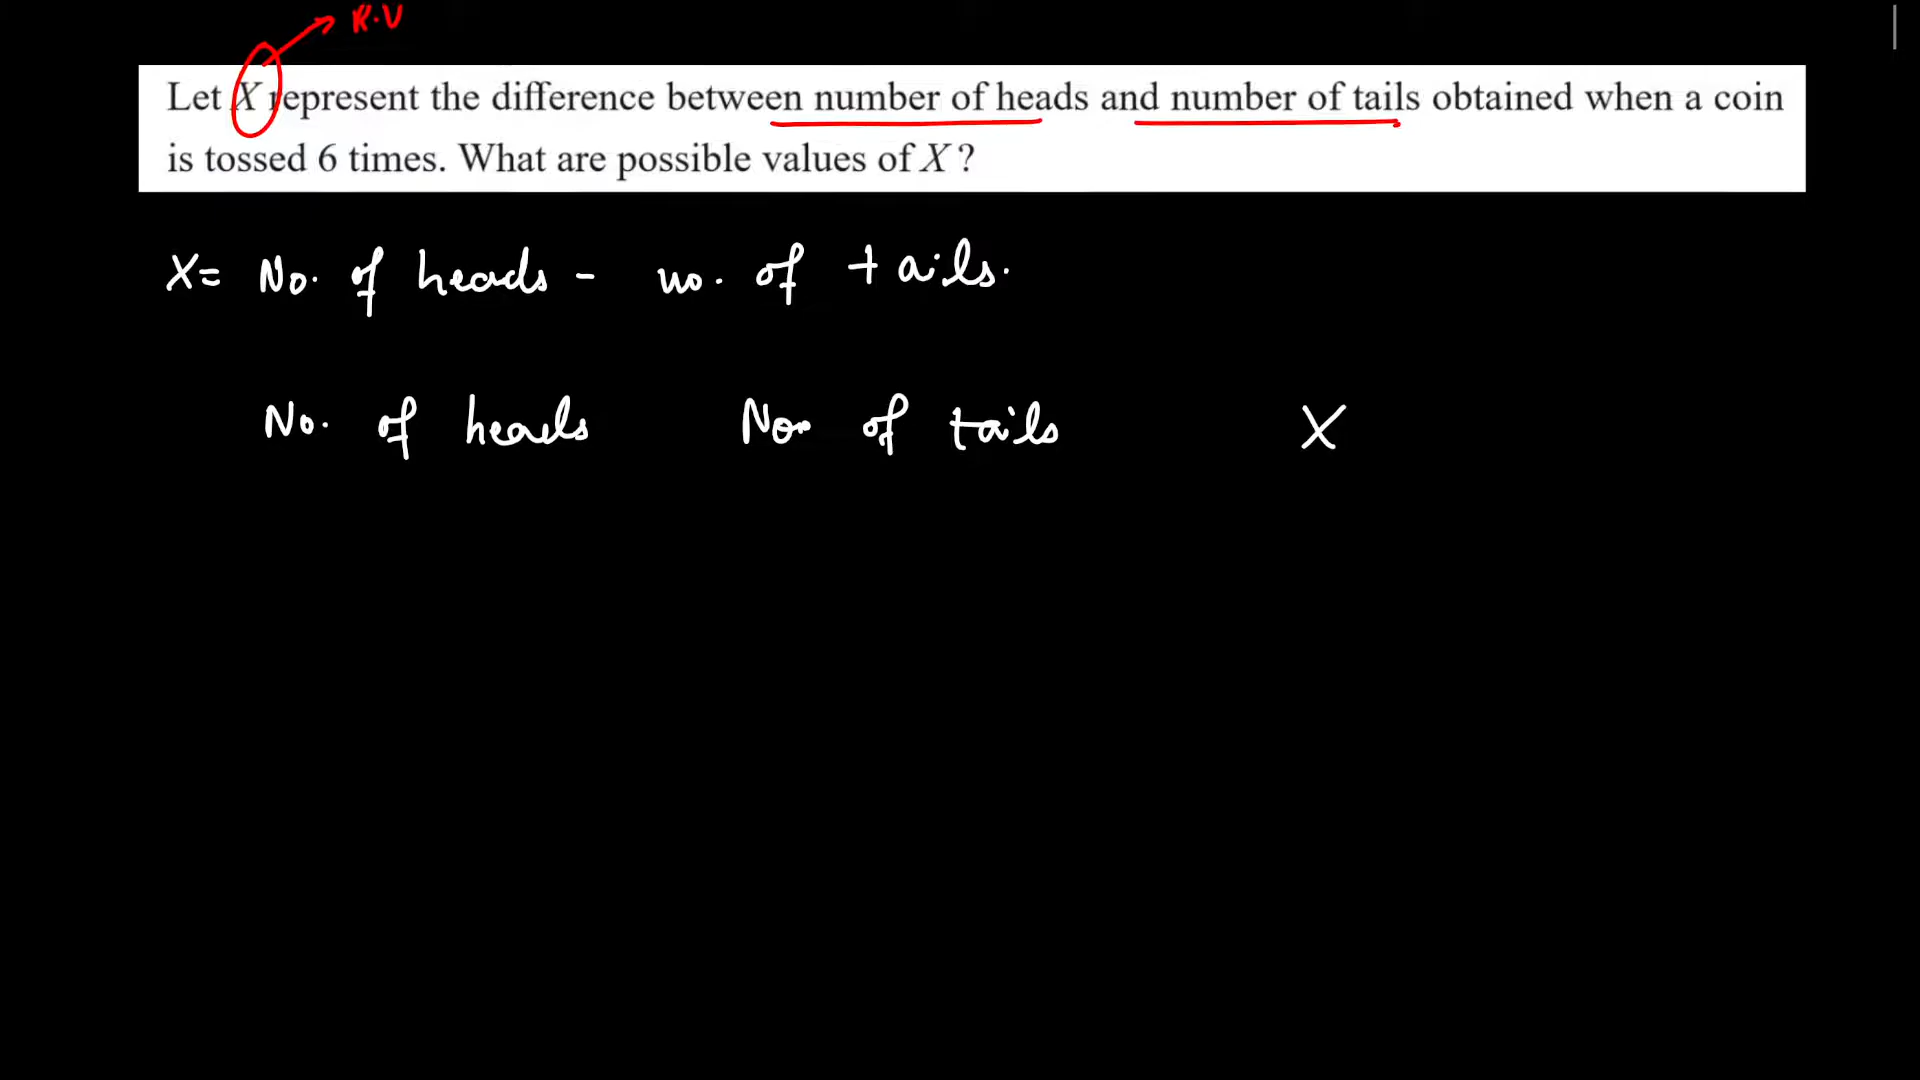 R.V
Let X represent the difference between number of heads and number of tails obtained when a coin
is tossed 6 times. What are possible values of X ?
X= No. of heads - no. of tails.
No. of heads No. of tails X